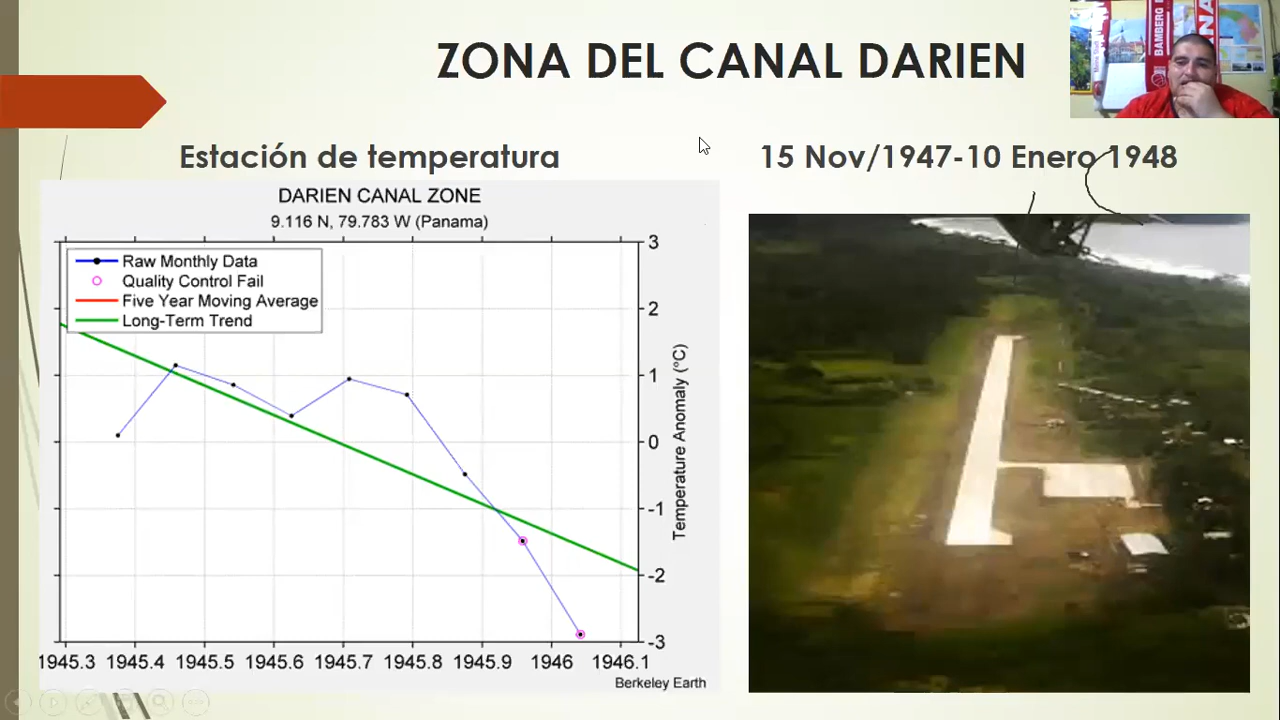 ZONA DEL CANAL DARIEN
BAMBERG
Estación de temperatura
15 Nov/1947-10 Enero 1948
DARIEN CANAL ZONE
9.116 N, 79.783 W (Panama)
Raw Monthly Data
Quality Control Fail
Five Year Moving Average
Long-Term Trend
3
2
1
0
-1
-2
-3
Temperature Anomaly (°C)
1945.3 1945.4 1945.5 1945.6 1945.7 1945.8 1945.9 1946 1946.1
Berkeley Earth